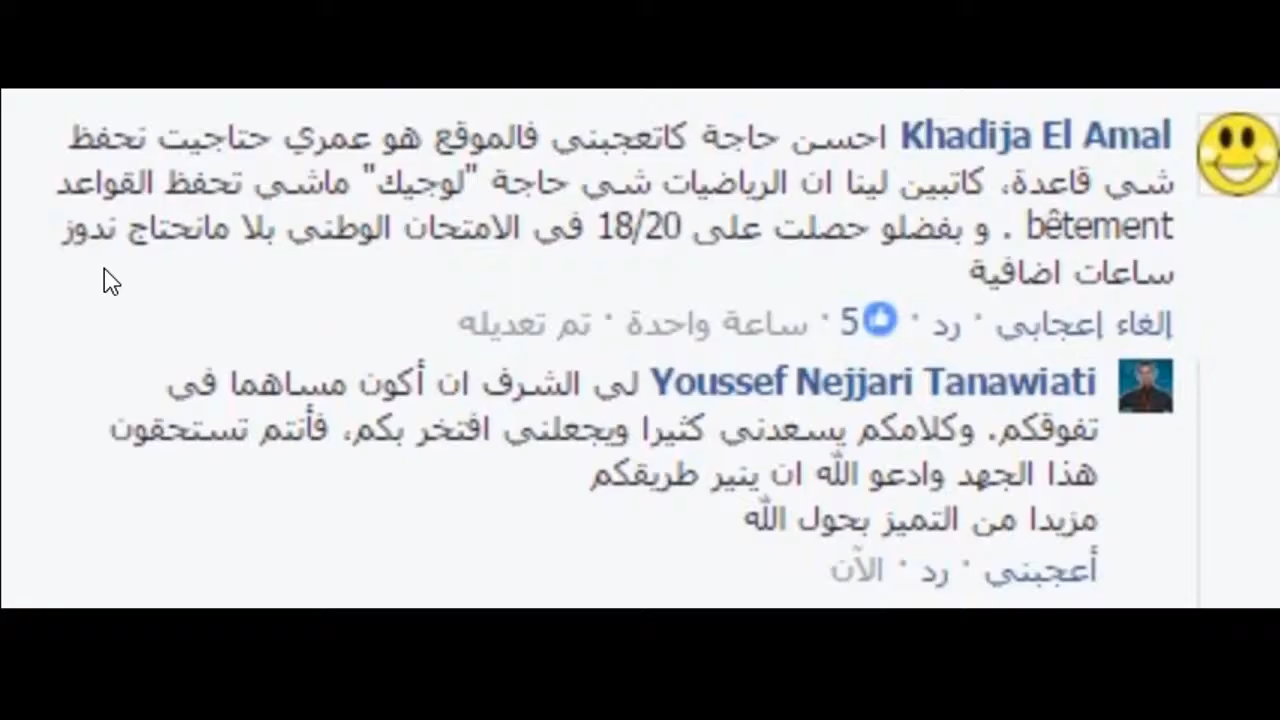 Khadija El Amal احسن حاجة كاتعجبني فالموقع هو عمري حتاجيت نحفظ
شي قاعدة، كاتبين لينا ان الرياضيات شي حاجة "لوجيك" ماشي تحفظ القواعد
bêtement . و بفضلو حصلت على 18/20 في الامتحان الوطني بلا مانحتاج ندوز
ساعات اضافية
إلغاء إعجابي · رد · 5 · ساعة واحدة · تم تعديله
Youssef Nejjari Tanawiati لي الشرف ان أكون مساهما في
تفوقكم. وكلامكم يسعدني كثيرا ويجعلني افتخر بكم، فأنتم تستحقون
هذا الجهد وادعو الله ان ينير طريقكم
مزيدا من التميز بحول الله
أعجبني · رد · الآن